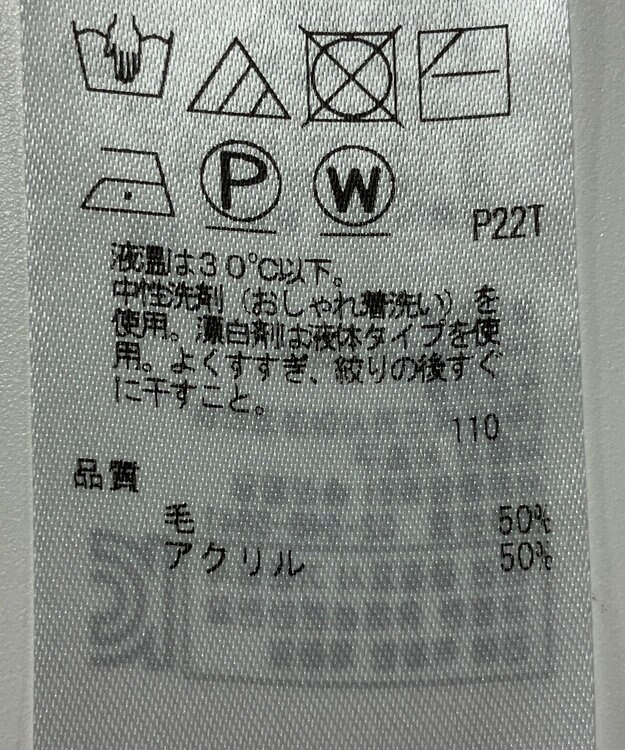 P
W
P22T
液温は30℃以下。
中性洗剤（おしゃれ着洗い）を
使用。漂白剤は液体タイプを使
用。よくすすぎ、絞りの後すぐ
に干すこと。
110
品質
毛 50%
アクリル 50%